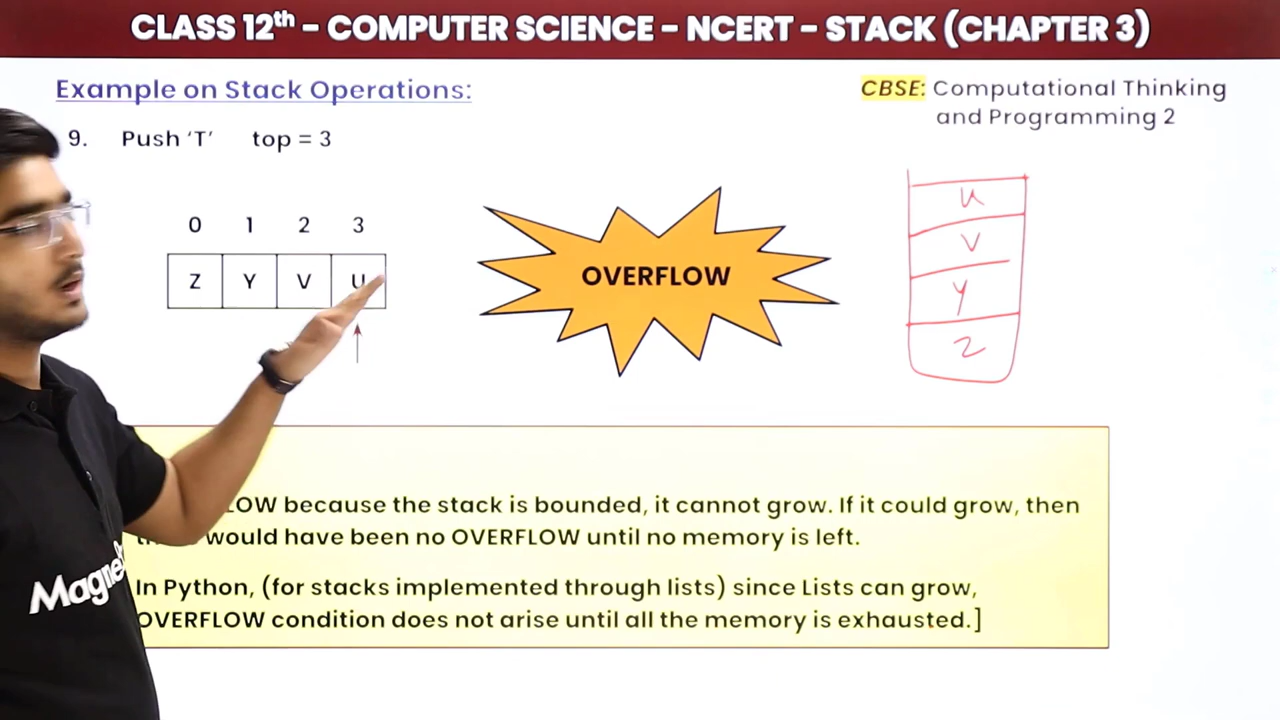 CLASS 12th – COMPUTER SCIENCE – NCERT – STACK (CHAPTER 3)
Example on Stack Operations:
CBSE: Computational Thinking
and Programming 2
9. Push ‘T’ top = 3
0 1 2 3
Z Y V U
OVERFLOW
u
v
y
z
LOW because the stack is bounded, it cannot grow. If it could grow, then
would have been no OVERFLOW until no memory is left.
In Python, (for stacks implemented through lists) since Lists can grow,
OVERFLOW condition does not arise until all the memory is exhausted.]
Magne